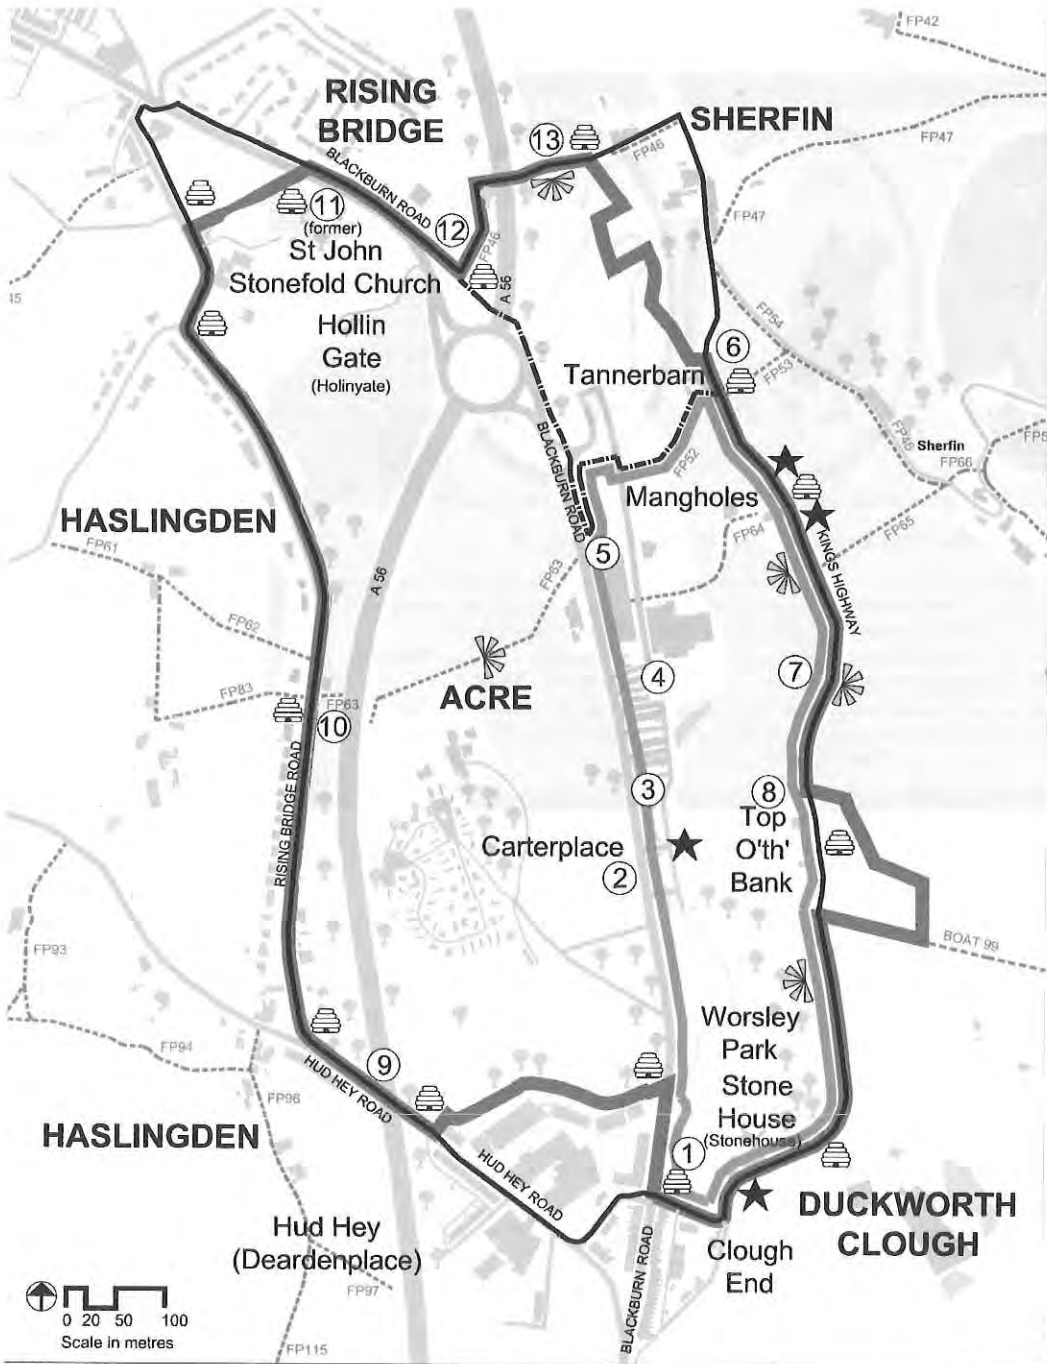 FP42
RISING
BRIDGE
SHERFIN
13
FP46
FP47
BLACKBURN ROAD
11
(former)
12
FP46
FP47
St John
Stonefold Church
A 56
Hollin
Gate
(Holinyate)
FP54
6
Tannerbarn
FP53
FP46
Sherfin
FP66
BLACKBURN ROAD
FP52
Mangholes
HASLINGDEN
FP61
A 56
5
FP63
FP64
FP65
KINGS HIGHWAY
FP62
4
7
ACRE
FP83
FP63
10
RISING BRIDGE ROAD
3
8
Top
O'th'
Bank
Carterplace
2
FP93
BOAT 99
Worsley
Park
FP94
9
HUD HEY ROAD
Stone
House
(Stonehouse)
FP96
HASLINGDEN
1
HUD HEY ROAD
DUCKWORTH
CLOUGH
Hud Hey
(Deardenplace)
Clough
End
BLACKBURN ROAD
FP97
0 20 50 100
Scale in metres
FP115